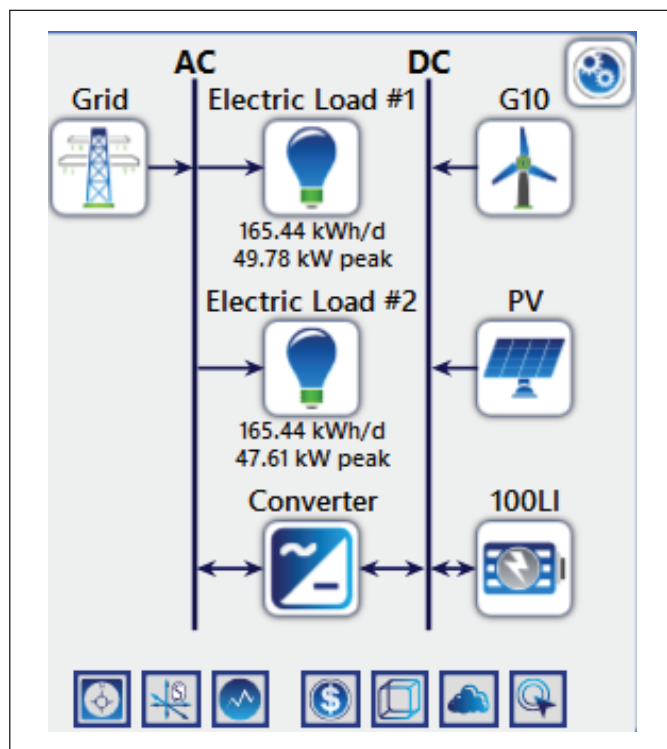 AC
DC
Grid
Electric Load #1
G10
165.44 kWh/d
49.78 kW peak
Electric Load #2
PV
165.44 kWh/d
47.61 kW peak
Converter
100LI
S
$